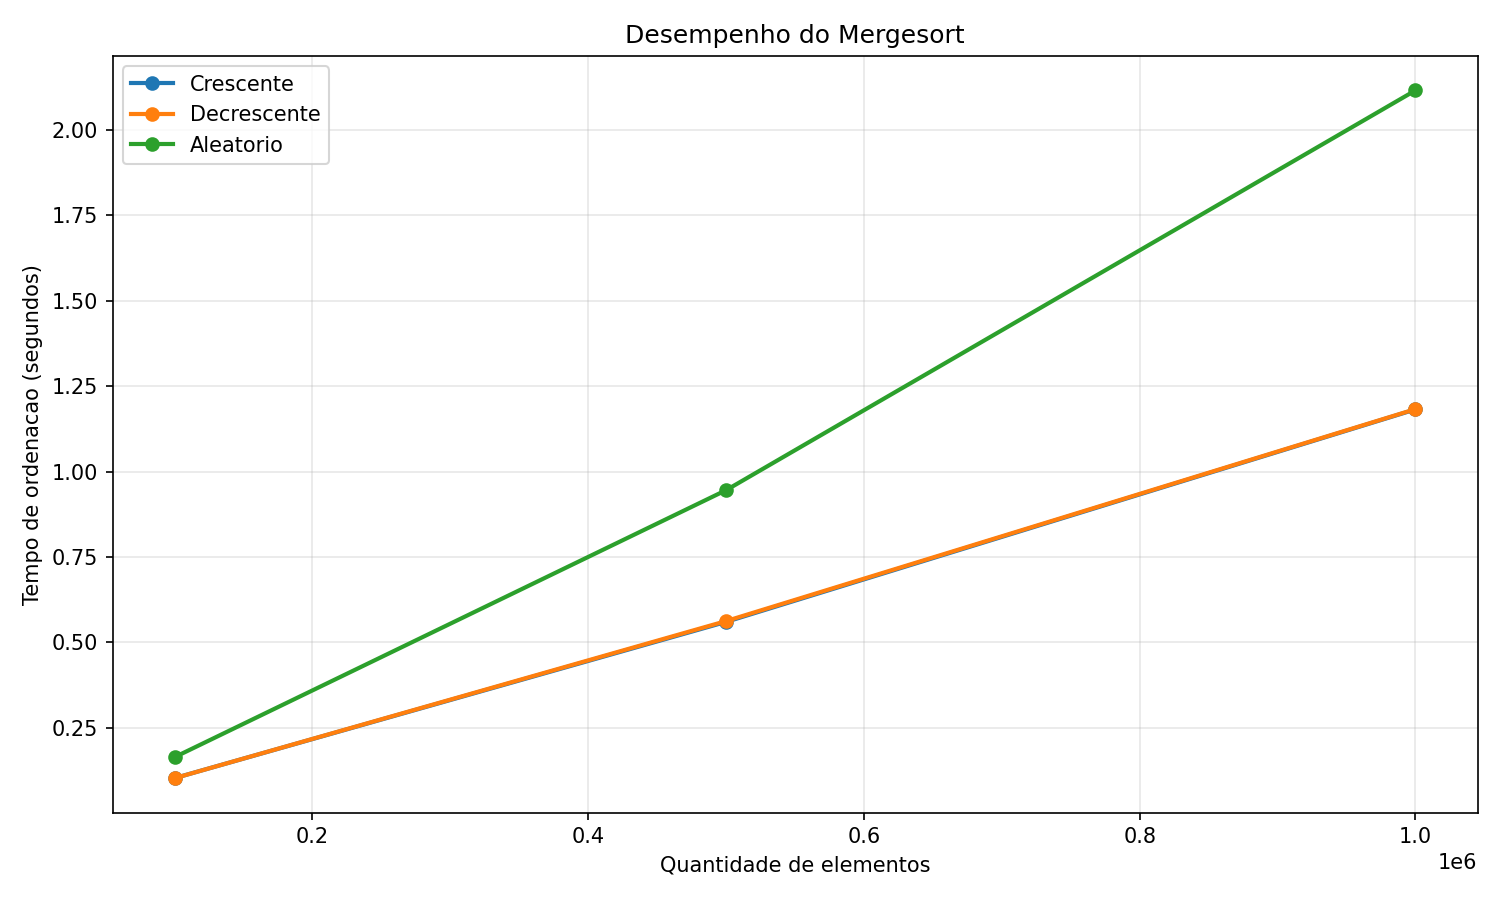 Desempenho do Mergesort
Crescente
Decrescente
Aleatorio
Tempo de ordenacao (segundos)
2.00
1.75
1.50
1.25
1.00
0.75
0.50
0.25
0.2 0.4 0.6 0.8 1.0
1e6
Quantidade de elementos